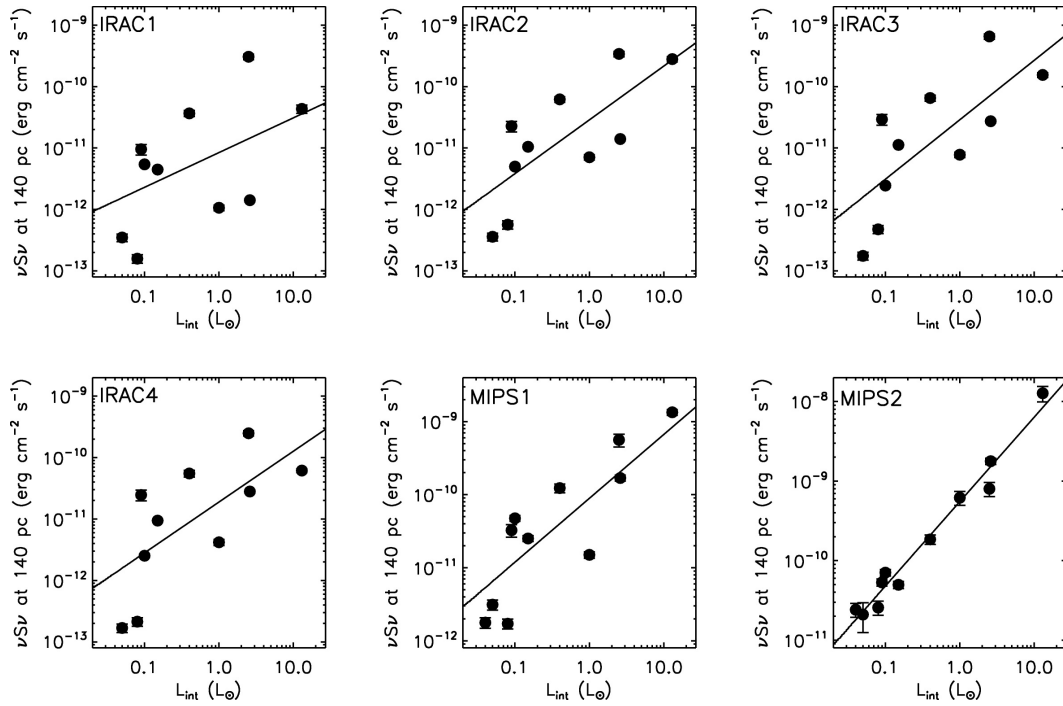 IRAC1
νSν at 140 pc (erg cm⁻² s⁻¹)
10⁻⁹
10⁻¹⁰
10⁻¹¹
10⁻¹²
10⁻¹³
0.1 1.0 10.0
L_int (L_⊙)
IRAC2
νSν at 140 pc (erg cm⁻² s⁻¹)
10⁻⁹
10⁻¹⁰
10⁻¹¹
10⁻¹²
10⁻¹³
0.1 1.0 10.0
L_int (L_⊙)
IRAC3
νSν at 140 pc (erg cm⁻² s⁻¹)
10⁻⁹
10⁻¹⁰
10⁻¹¹
10⁻¹²
10⁻¹³
0.1 1.0 10.0
L_int (L_⊙)
IRAC4
νSν at 140 pc (erg cm⁻² s⁻¹)
10⁻⁹
10⁻¹⁰
10⁻¹¹
10⁻¹²
10⁻¹³
0.1 1.0 10.0
L_int (L_⊙)
MIPS1
νSν at 140 pc (erg cm⁻² s⁻¹)
10⁻⁹
10⁻¹⁰
10⁻¹¹
10⁻¹²
0.1 1.0 10.0
L_int (L_⊙)
MIPS2
νSν at 140 pc (erg cm⁻² s⁻¹)
10⁻⁸
10⁻⁹
10⁻¹⁰
10⁻¹¹
0.1 1.0 10.0
L_int (L_⊙)